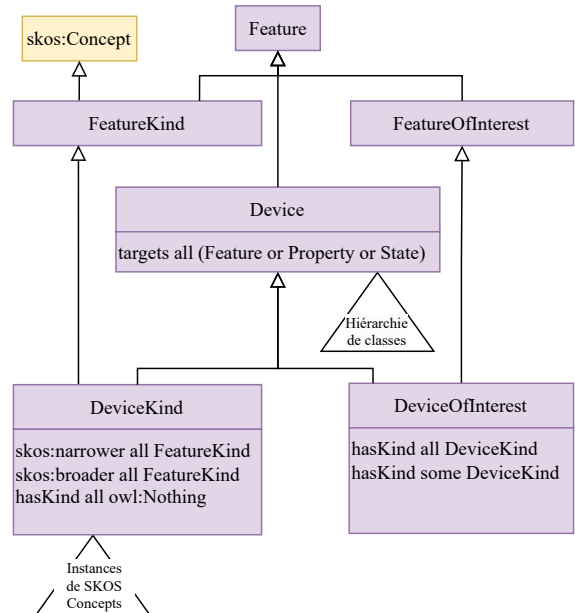 Feature
skos:Concept
FeatureKind
FeatureOfInterest
Device
targets all (Feature or Property or State)
Hiérarchie
de classes
DeviceKind
skos:narrower all FeatureKind
skos:broader all FeatureKind
hasKind all owl:Nothing
DeviceOfInterest
hasKind all DeviceKind
hasKind some DeviceKind
Instances
de SKOS
Concepts